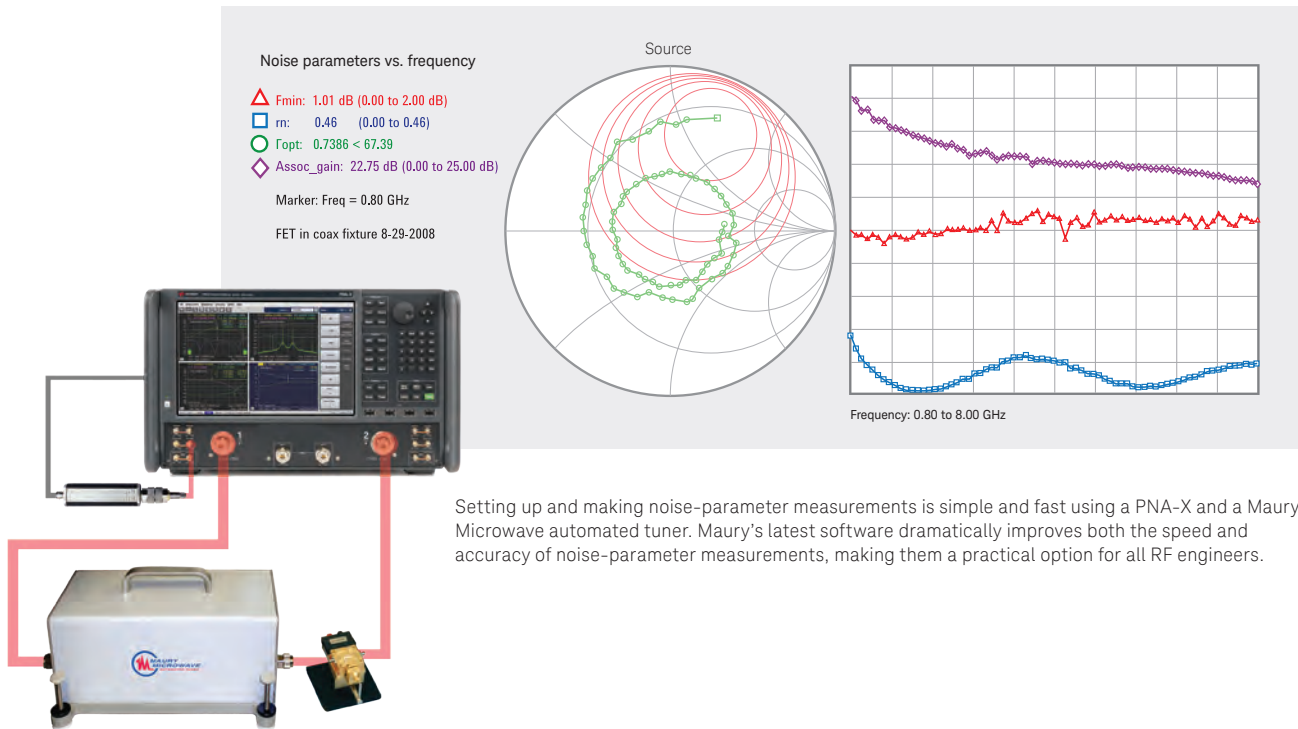 Noise parameters vs. frequency
Fmin: 1.01 dB (0.00 to 2.00 dB)
rn: 0.46 (0.00 to 0.46)
Γopt: 0.7386 < 67.39
Assoc_gain: 22.75 dB (0.00 to 25.00 dB)
Marker: Freq = 0.80 GHz
FET in coax fixture 8-29-2008
Source
Frequency: 0.80 to 8.00 GHz
1
2
Setting up and making noise-parameter measurements is simple and fast using a PNA-X and a Maury
Microwave automated tuner. Maury's latest software dramatically improves both the speed and
accuracy of noise-parameter measurements, making them a practical option for all RF engineers.
MAURY
MICROWAVE